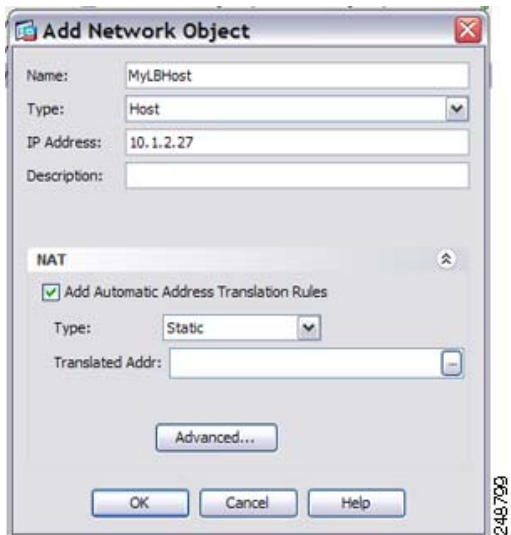 Add Network Object
Name: MyLBHost
Type: Host
IP Address: 10.1.2.27
Description:
NAT
Add Automatic Address Translation Rules
Type: Static
Translated Addr: ...
Advanced...
OK Cancel Help
248799